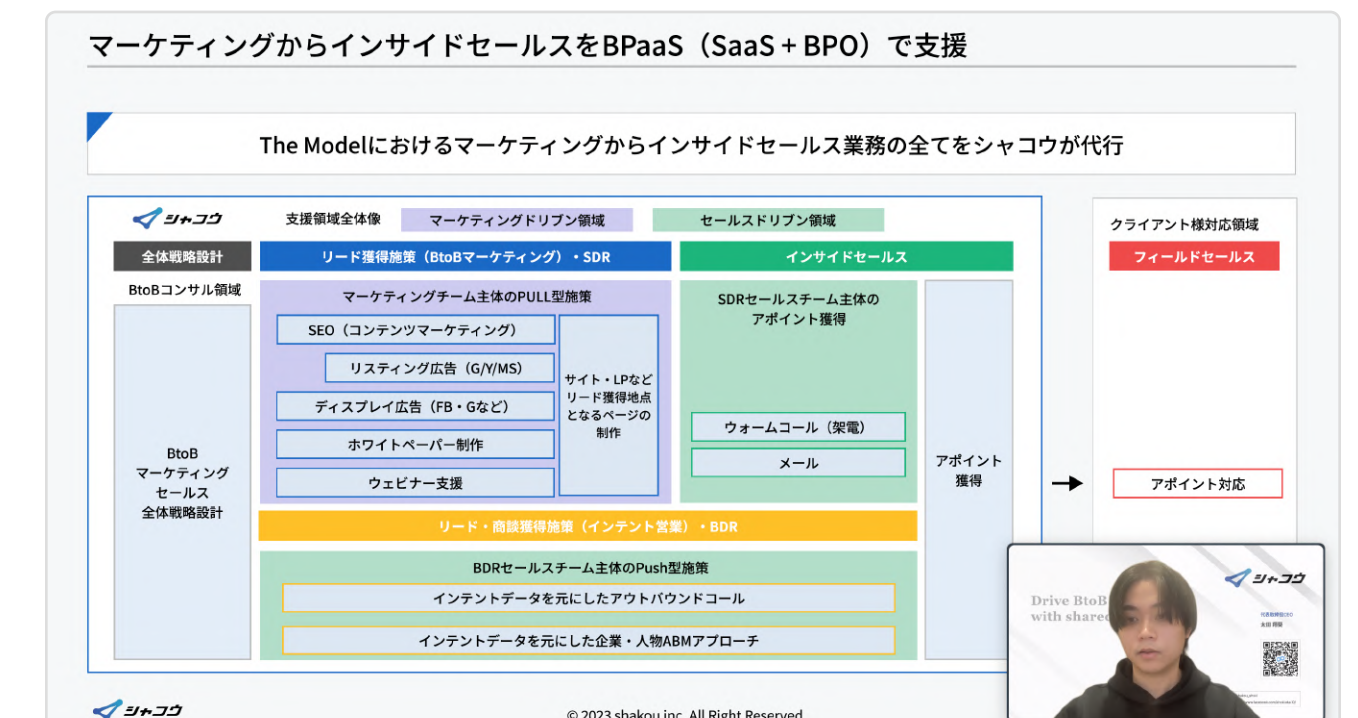 マーケティングからインサイドセールスをBPaaS（SaaS + BPO）で支援
The Modelにおけるマーケティングからインサイドセールス業務の全てをシャコウが代行
シャコウ
支援領域全体像
マーケティングドリブン領域
セールスドリブン領域
クライアント様対応領域
全体戦略設計
リード獲得施策（BtoBマーケティング）・SDR
インサイドセールス
フィールドセールス
BtoBコンサル領域
マーケティングチーム主体のPULL型施策
SEO（コンテンツマーケティング）
リスティング広告（G/Y/MS）
ディスプレイ広告（FB・Gなど）
ホワイトペーパー制作
ウェビナー支援
サイト・LPなど
リード獲得地点
となるページの
制作
SDRセールスチーム主体の
アポイント獲得
ウォームコール（架電）
メール
BtoB
マーケティング
セールス
全体戦略設計
アポイント
獲得
アポイント対応
リード・商談獲得施策（インテント営業）・BDR
BDRセールスチーム主体のPush型施策
インテントデータを元にしたアウトバウンドコール
インテントデータを元にした企業・人物ABMアプローチ
シャコウ
Drive BtoB
with shared
代表取締役CEO
シャコウ
© 2023 shakou inc. All Right Reserved